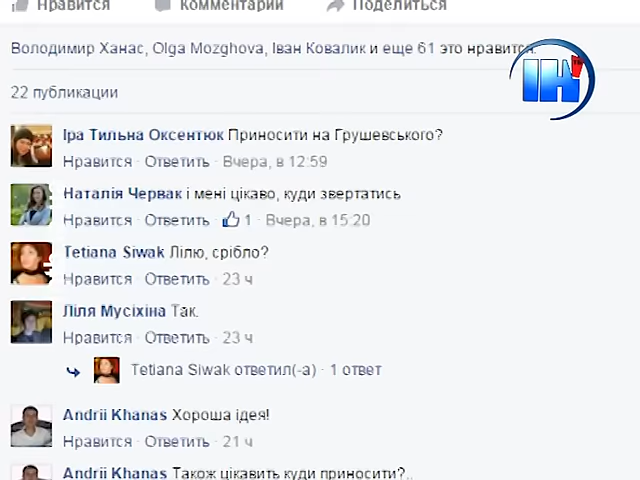 Нравится Комментарии Поделиться
Володимир Ханас, Olga Mozghova, Іван Ковалик и еще 61 это нравится.
22 публикации
Іра Тильна Оксентюк Приносити на Грушевського?
Нравится · Ответить · Вчера, в 12:59
Наталія Червак і мені цікаво, куди звертатись
Нравится · Ответить · 1 · Вчера, в 15:20
Tetiana Siwak Лілю, срібло?
Нравится · Ответить · 23 ч
Ліля Мусіхіна Так.
Нравится · Ответить · 23 ч
Tetiana Siwak ответил(-а) · 1 ответ
Andrii Khanas Хороша ідея!
Нравится · Ответить · 21 ч
Andrii Khanas Також цікавить куди приносити?..